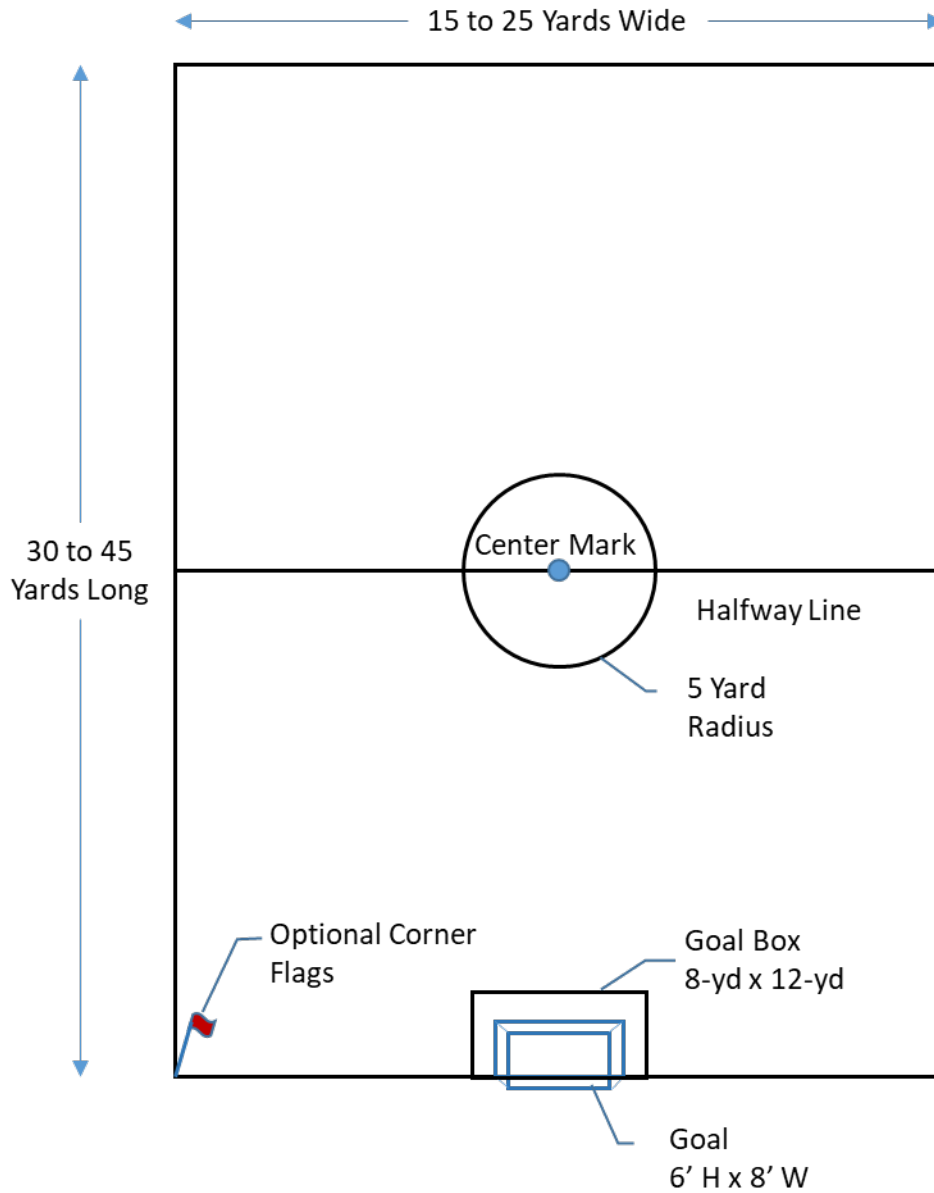 15 to 25 Yards Wide
30 to 45
Yards Long
Center Mark
Halfway Line
5 Yard
Radius
Optional Corner
Flags
Goal Box
8-yd x 12-yd
Goal
6’ H x 8’ W